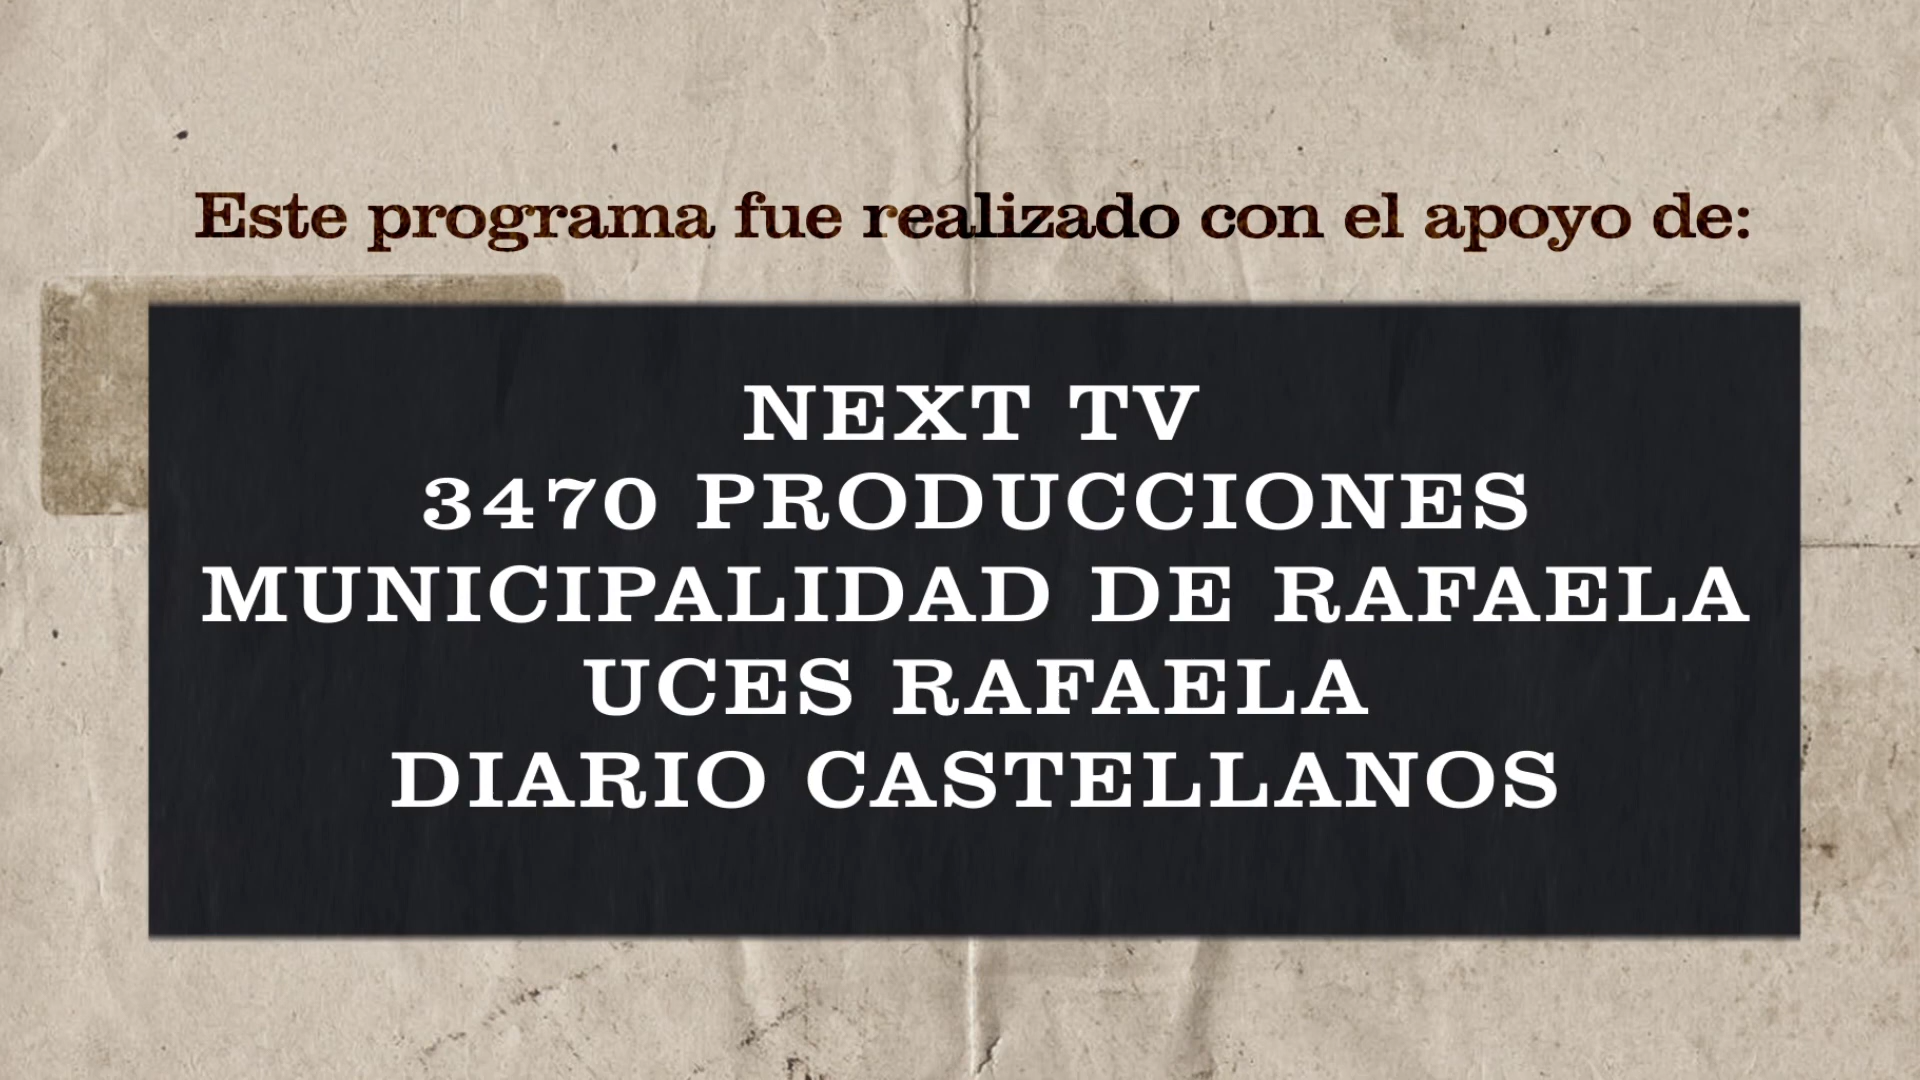 Este programa fue realizado con el apoyo de:
NEXT TV
3470 PRODUCCIONES
MUNICIPALIDAD DE RAFAELA
UCES RAFAELA
DIARIO CASTELLANOS